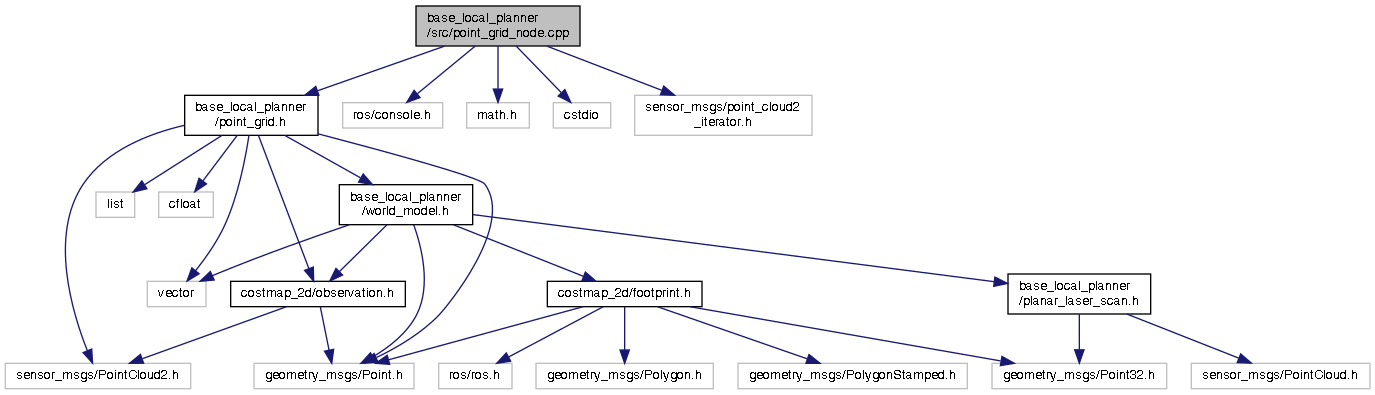 base_local_planner
/src/point_grid_node.cpp
base_local_planner
/point_grid.h
ros/console.h
math.h
cstdio
sensor_msgs/point_cloud2
_iterator.h
list
cfloat
base_local_planner
/world_model.h
vector
costmap_2d/observation.h
costmap_2d/footprint.h
base_local_planner
/planar_laser_scan.h
sensor_msgs/PointCloud2.h
geometry_msgs/Point.h
ros/ros.h
geometry_msgs/Polygon.h
geometry_msgs/PolygonStamped.h
geometry_msgs/Point32.h
sensor_msgs/PointCloud.h